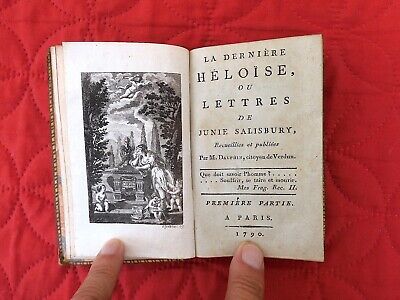 LA DERNIÈRE
HÉLOÏSE,
OU
LETTRES
DE
JUNIE SALISBURY,
Recueillies et publiées
Par M. DAUPHIN, citoyen de Verdun.
Que doit savoir l'homme? . . . . .
. . . . Souffrir, se taire et mourir.
Mes Frag. Rec. II.
PREMIÈRE PARTIE.
A PARIS.
1790.